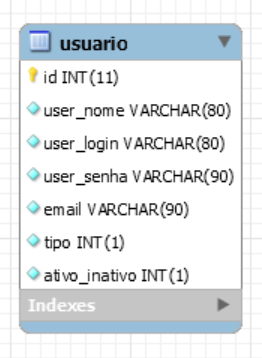 usuario
id INT(11)
user_nome VARCHAR(80)
user_login VARCHAR(80)
user_senha VARCHAR(90)
email VARCHAR(90)
tipo INT(1)
ativo_inativo INT(1)
Indexes